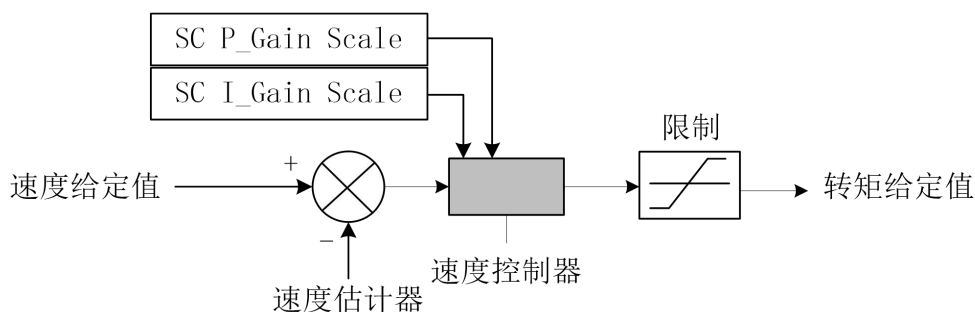 SC P_Gain Scale
SC I_Gain Scale
限制
+
速度给定值
转矩给定值
−
速度控制器
速度估计器